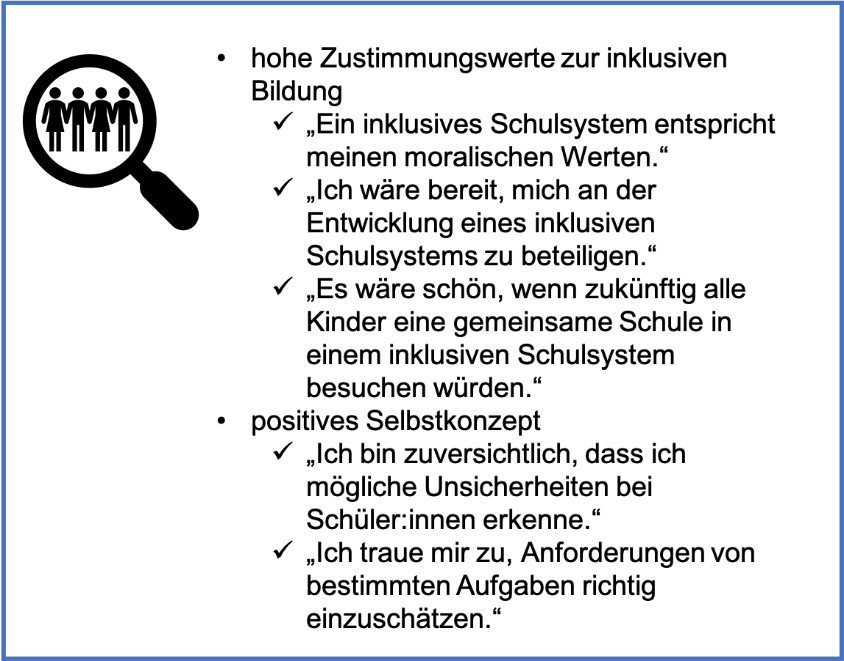 • hohe Zustimmungswerte zur inklusiven
Bildung
✓ „Ein inklusives Schulsystem entspricht
meinen moralischen Werten.“
✓ „Ich wäre bereit, mich an der
Entwicklung eines inklusiven
Schulsystems zu beteiligen.“
✓ „Es wäre schön, wenn zukünftig alle
Kinder eine gemeinsame Schule in
einem inklusiven Schulsystem
besuchen würden.“
• positives Selbstkonzept
✓ „Ich bin zuversichtlich, dass ich
mögliche Unsicherheiten bei
Schüler:innen erkenne.“
✓ „Ich traue mir zu, Anforderungen von
bestimmten Aufgaben richtig
einzuschätzen.“